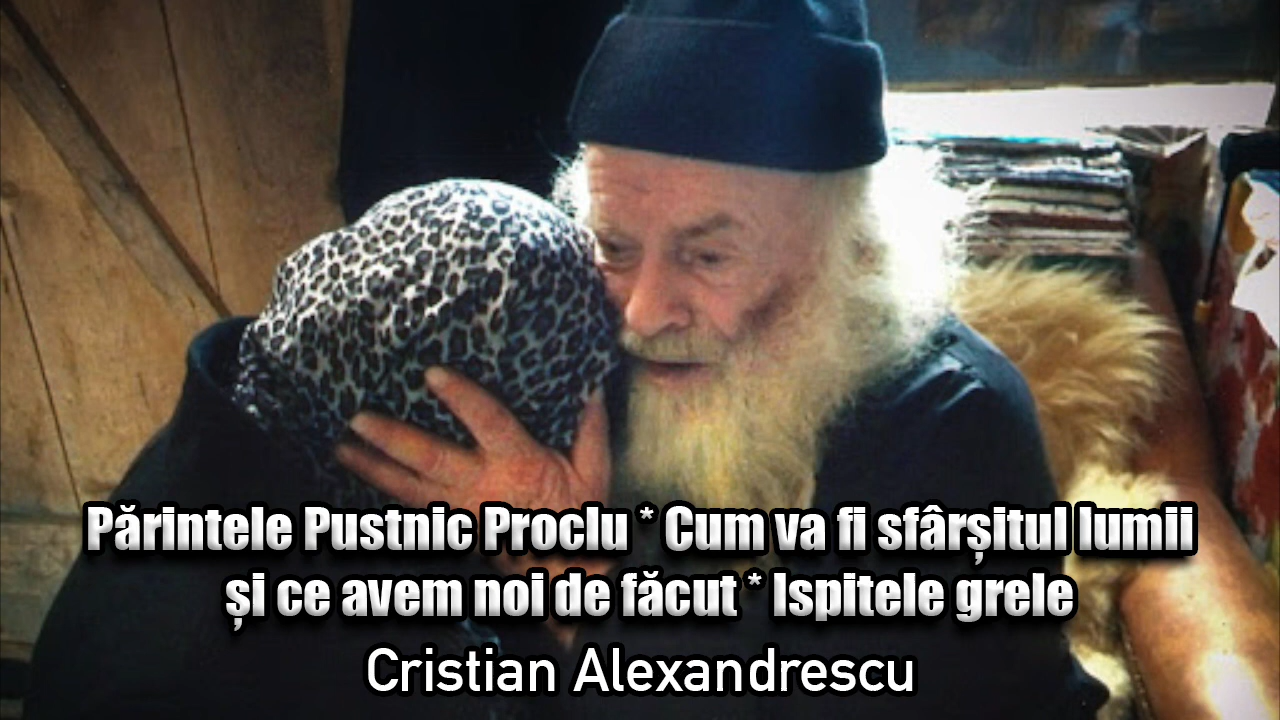 Părintele Pustnic Proclu * Cum va fi sfârșitul lumii
și ce avem noi de făcut * Ispitele grele
Cristian Alexandrescu